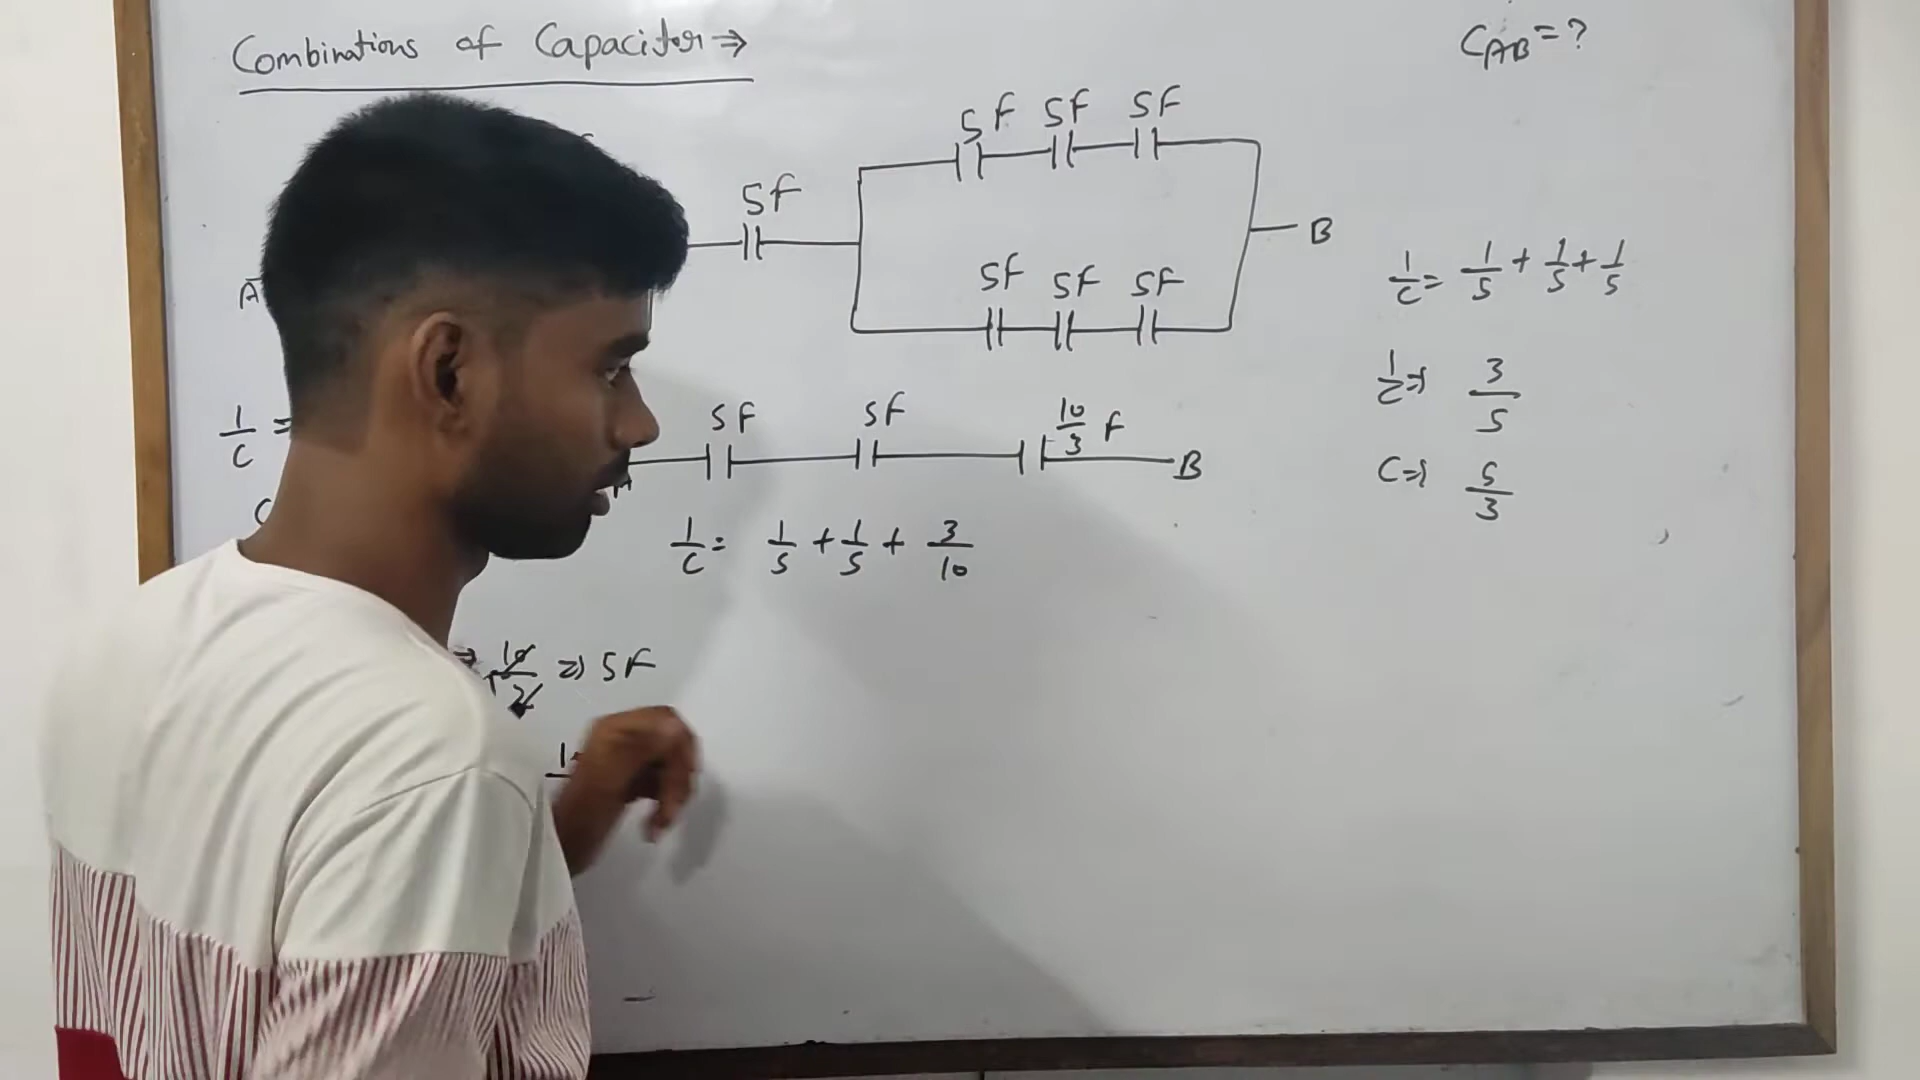 Combinations of Capacitor ⇒
C_AB = ?
5F 5F 5F
5F
A
B
5F 5F 5F
1/C = 1/5 + 1/5 + 1/5
1/C ⇒ 3/5
C ⇒ 5/3
1/C =
5F 5F 10/3 F
A B
C
1/C = 1/5 + 1/5 + 3/10
⇒ 10/2 ⇒ 5F